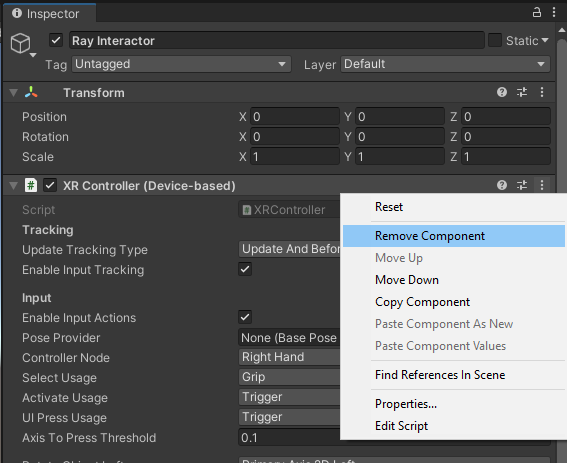 Inspector
Ray Interactor Static
Tag Untagged Layer Default
Transform
Position X 0 Y 0 Z 0
Rotation X 0 Y 0 Z 0
Scale X 1 Y 1 Z 1
# XR Controller (Device-based)
Script # XRController
Tracking
Update Tracking Type Update And Befor
Enable Input Tracking
Input
Enable Input Actions
Pose Provider None (Base Pose
Controller Node Right Hand
Select Usage Grip
Activate Usage Trigger
UI Press Usage Trigger
Axis To Press Threshold 0.1
Reset
Remove Component
Move Up
Move Down
Copy Component
Paste Component As New
Paste Component Values
Find References In Scene
Properties...
Edit Script